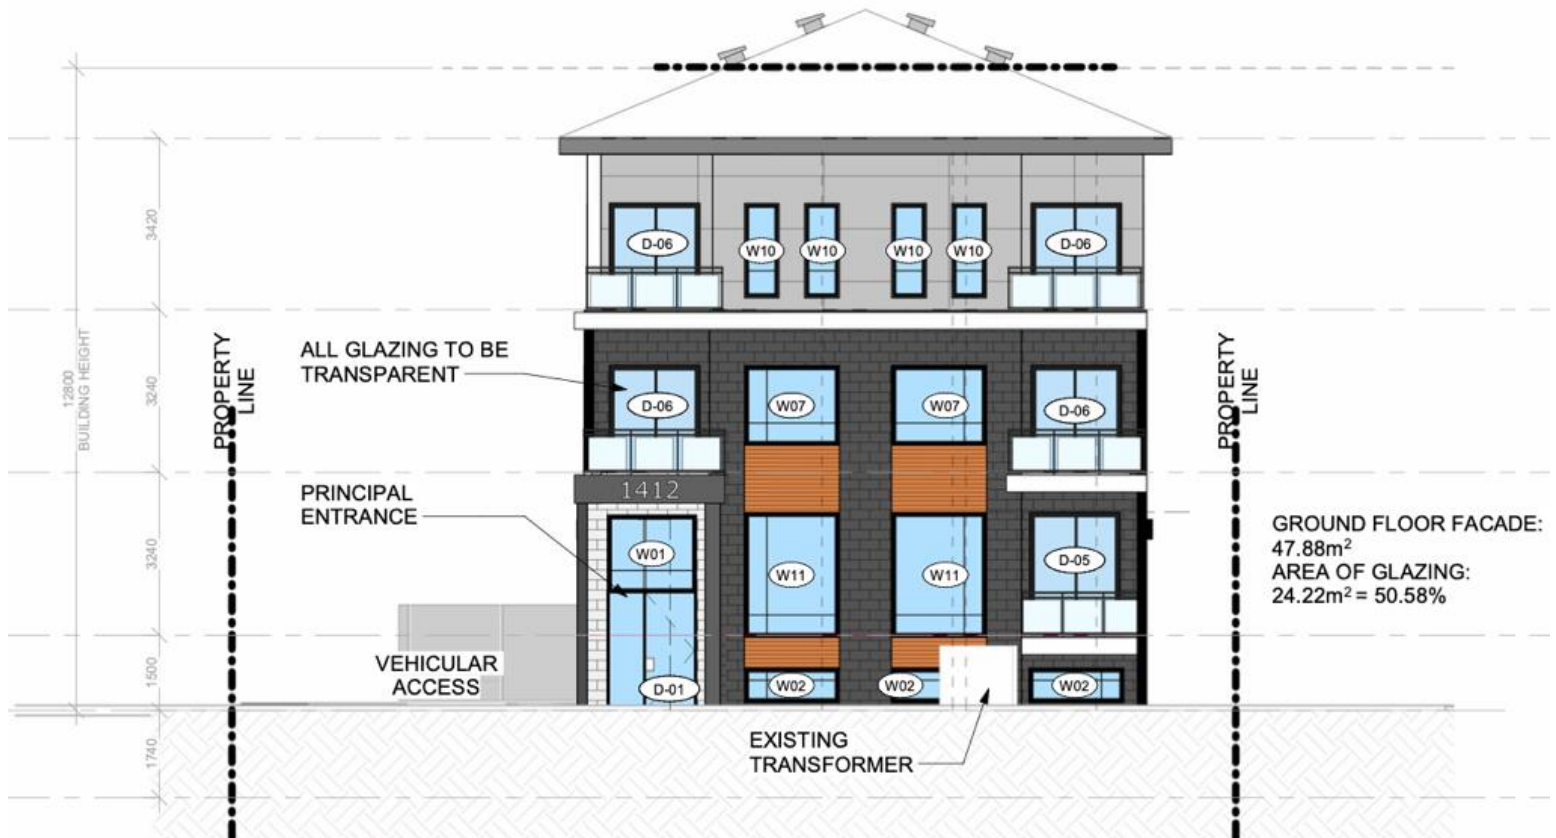 3420
D-06
W10
W10
W10
W10
D-06
12800
BUILDING HEIGHT
PROPERTY
LINE
ALL GLAZING TO BE
TRANSPARENT
3240
D-06
W07
W07
D-06
PROPERTY
LINE
PRINCIPAL
ENTRANCE
1412
3240
W01
W11
W11
D-05
GROUND FLOOR FACADE:
47.88m²
AREA OF GLAZING:
24.22m² = 50.58%
1500
VEHICULAR
ACCESS
D-01
W02
W02
W02
EXISTING
TRANSFORMER
1740